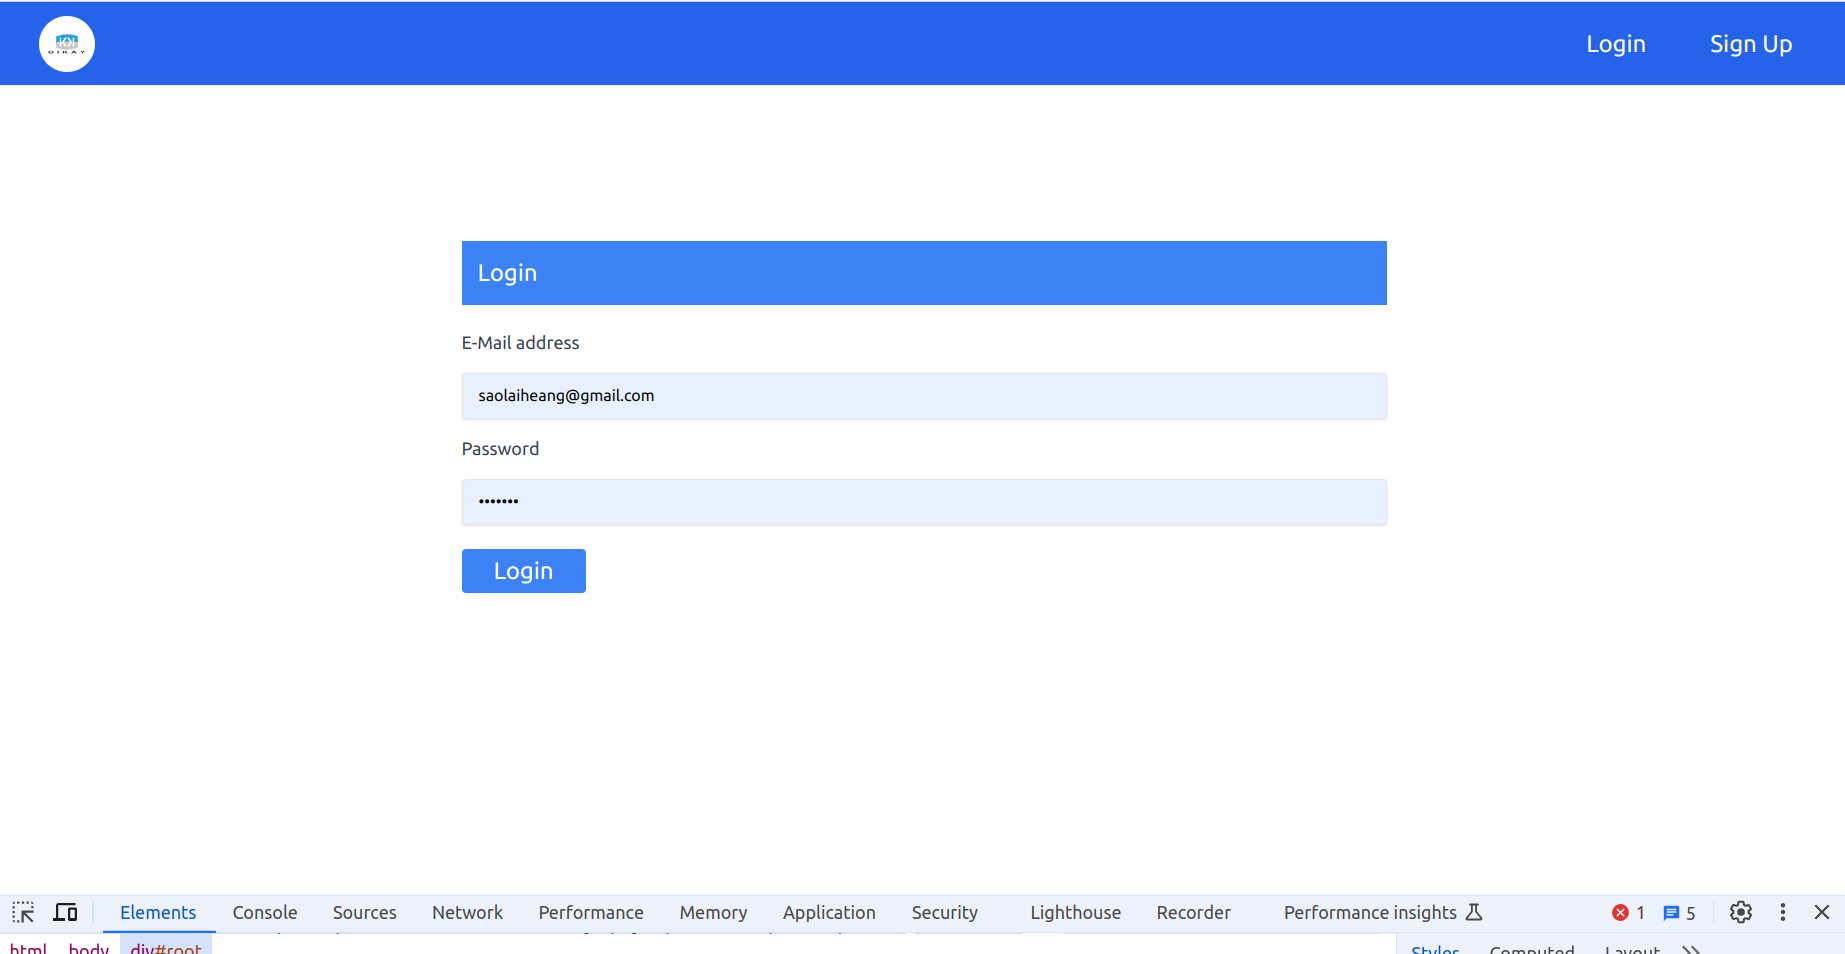 Login Sign Up
Login
E-Mail address
saolaiheang@gmail.com
Password
•••••••
Login
Elements Console Sources Network Performance Memory Application Security Lighthouse Recorder Performance insights 1 5
html body div#root Styles Computed Layout